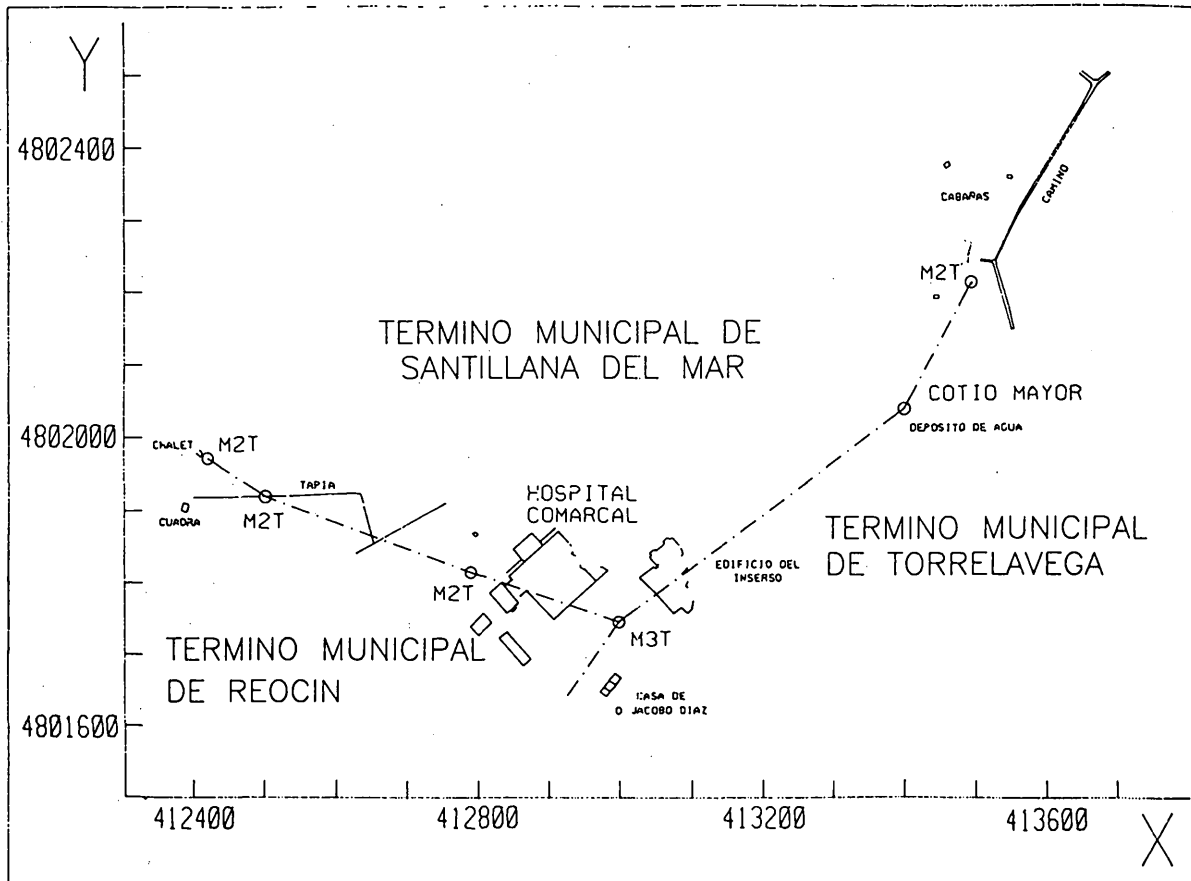 Y
4802400
CABAÑAS
CAMINO
M2T
TERMINO MUNICIPAL DE
SANTILLANA DEL MAR
COTIO MAYOR
DEPOSITO DE AGUA
4802000
CHALET
M2T
TAPIA
CUADRA
M2T
HOSPITAL
COMARCAL
TERMINO MUNICIPAL
DE TORRELAVEGA
EDIFICIO DEL
INSERSO
M2T
M3T
TERMINO MUNICIPAL
DE REOCIN
CASA DE
D JACOBO DIAZ
4801600
412400
412800
413200
413600
X